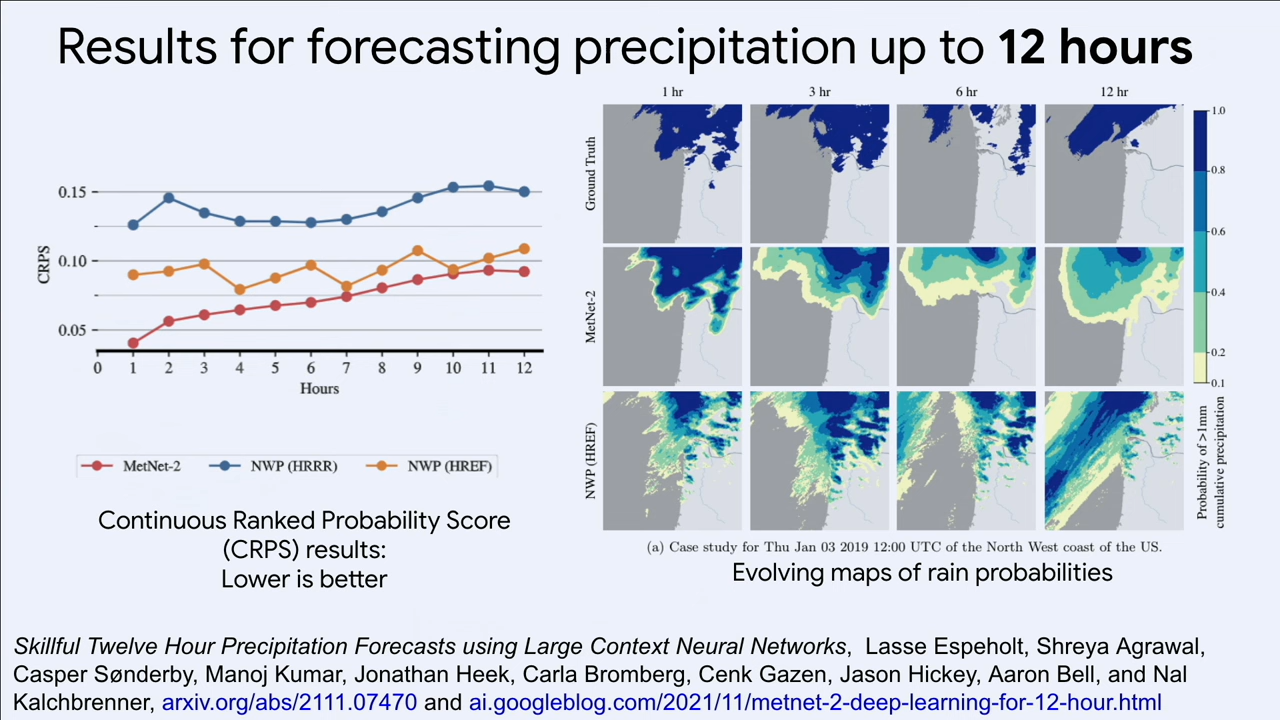 Results for forecasting precipitation up to 12 hours
0.15
0.10
0.05
CRPS
0 1 2 3 4 5 6 7 8 9 10 11 12
Hours
MetNet-2 NWP (HRRR) NWP (HREF)
Continuous Ranked Probability Score
(CRPS) results:
Lower is better
1 hr 3 hr 6 hr 12 hr
Ground Truth
MetNet-2
NWP (HREF)
1.0
0.8
0.6
0.4
0.2
0.1
Probability of >1mm
cumulative precipitation
(a) Case study for Thu Jan 03 2019 12:00 UTC of the North West coast of the US.
Evolving maps of rain probabilities
Skillful Twelve Hour Precipitation Forecasts using Large Context Neural Networks, Lasse Espeholt, Shreya Agrawal,
Casper Sønderby, Manoj Kumar, Jonathan Heek, Carla Bromberg, Cenk Gazen, Jason Hickey, Aaron Bell, and Nal
Kalchbrenner, arxiv.org/abs/2111.07470 and ai.googleblog.com/2021/11/metnet-2-deep-learning-for-12-hour.html